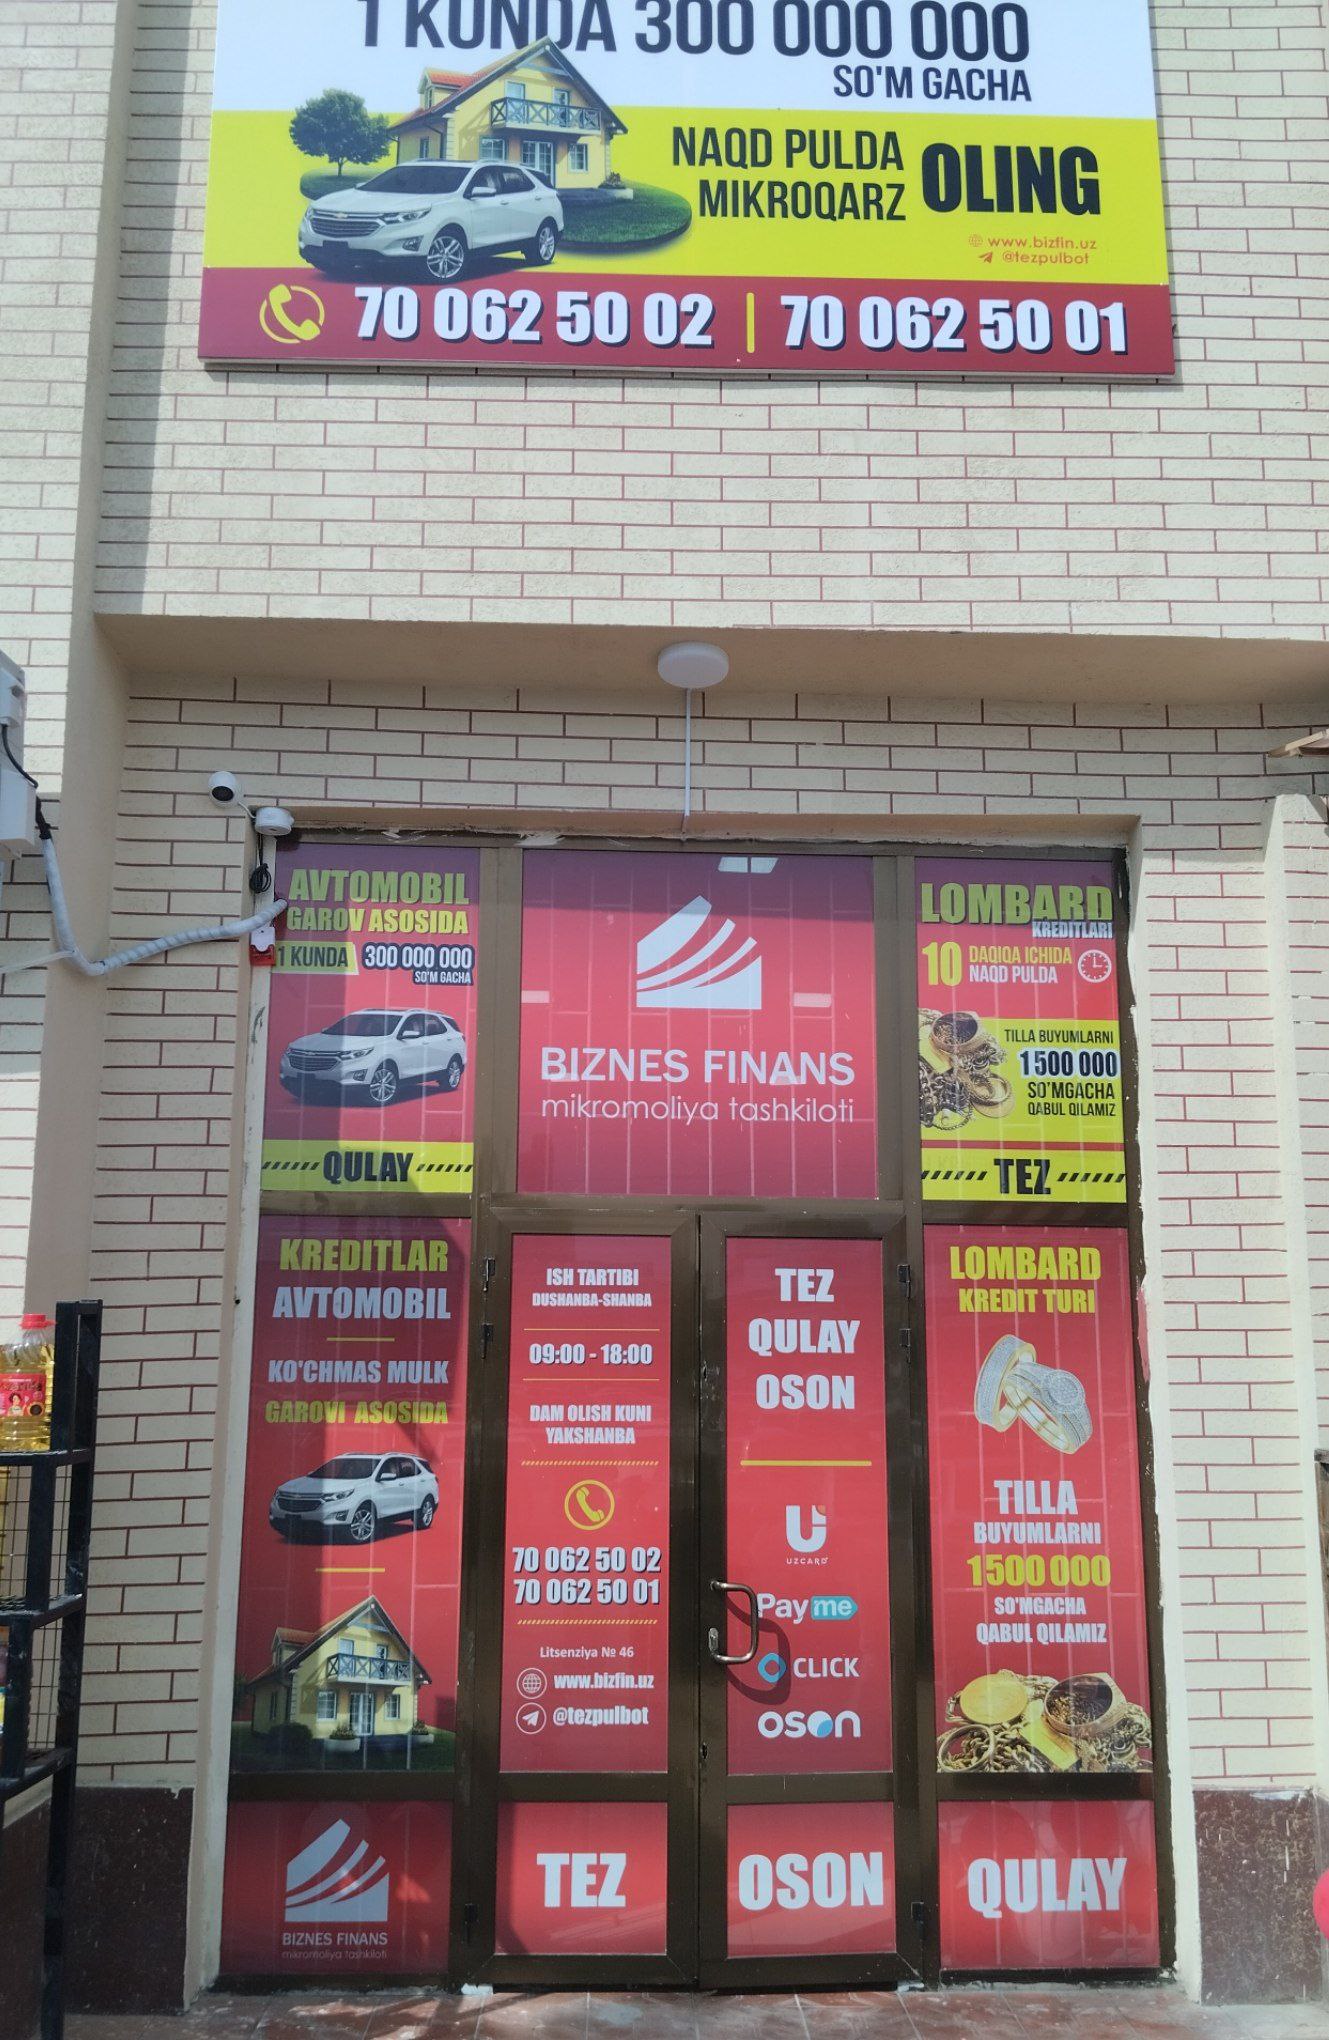 1 KUNDA 300 000 000
SO'M GACHA
NAQD PULDA
MIKROQARZ
OLING
www.bizfin.uz
@tezpulbot
70 062 50 02 | 70 062 50 01
AVTOMOBIL
GAROV ASOSIDA
1 KUNDA 300 000 000
SO'M GACHA
QULAY
BIZNES FINANS
mikromoliya tashkiloti
LOMBARD
KREDITLARI
10 DAQIQA ICHIDA
NAQD PULDA
TILLA BUYUMLARNI
1 500 000
SO'MGACHA
QABUL QILAMIZ
TEZ
KREDITLAR
AVTOMOBIL
KO'CHMAS MULK
GAROVI ASOSIDA
ISH TARTIBI
DUSHANBA-SHANBA
09:00 - 18:00
DAM OLISH KUNI
YAKSHANBA
70 062 50 02
70 062 50 01
Litsenziya № 46
www.bizfin.uz
@tezpulbot
TEZ
QULAY
OSON
UZCARD
Payme
CLICK
OSON
LOMBARD
KREDIT TURI
TILLA
BUYUMLARNI
1 500 000
SO'MGACHA
QABUL QILAMIZ
BIZNES FINANS
mikromoliya tashkiloti
TEZ
OSON
QULAY